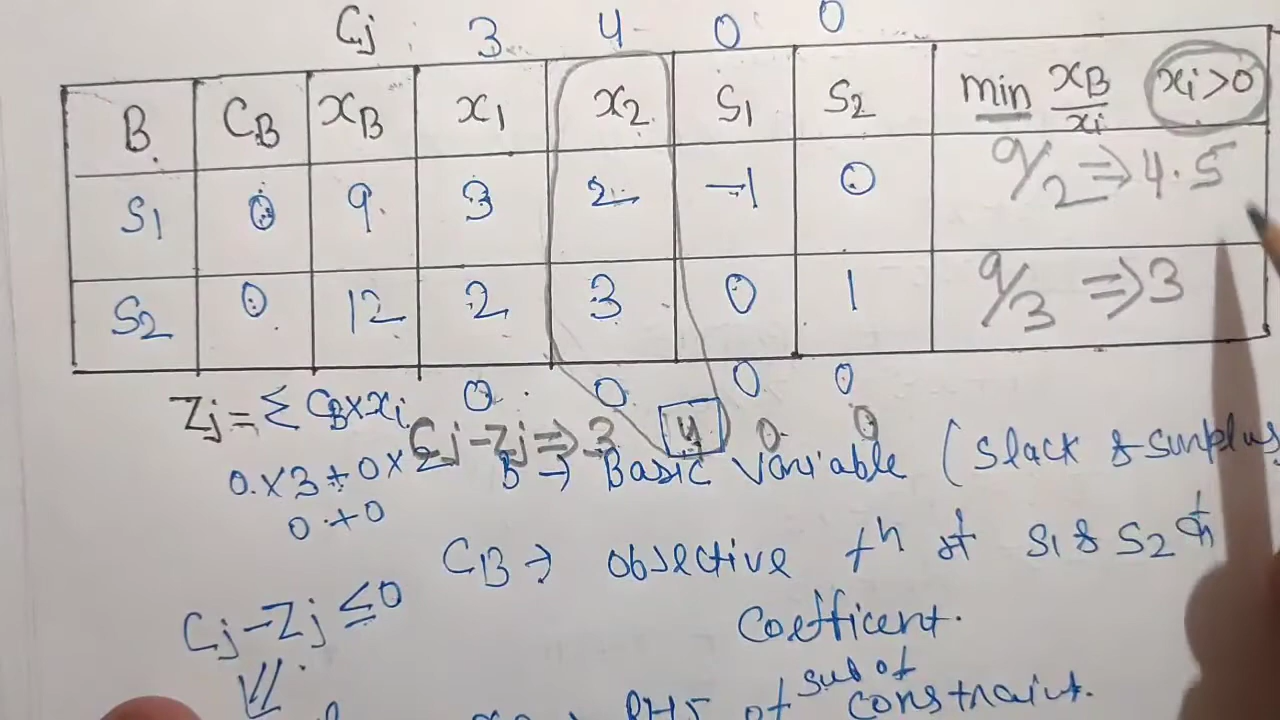 Cj 3 4 0 0
B CB xB x1 x2 S1 S2 min xB/xi xi>0
S1 0 9 3 2 -1 0 9/2 => 4.5
S2 0 12 2 3 0 1 9/3 => 3
Zj = Σ CB×xi 0 0 0 0
Cj-Zj => 3 4 0 0
0×3+0×2 B → Basic Variable (Slack & surplus
0+0
CB → Objective fn of S1 & S2
Cj-Zj ≤0 Coefficent.
RHS of constraint.